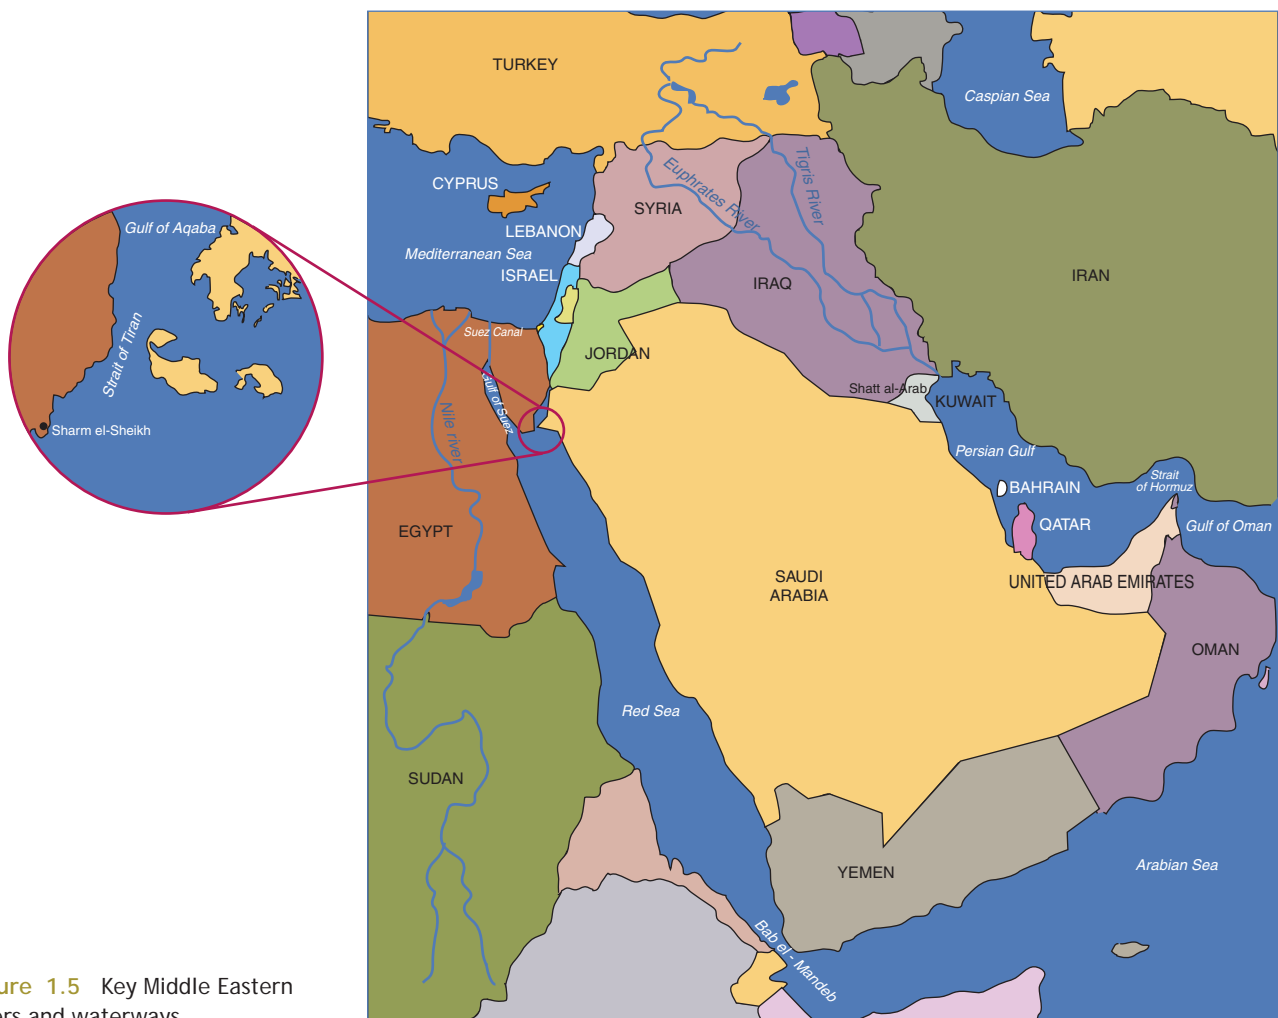 TURKEY
Caspian Sea
Tigris River
Euphrates River
CYPRUS
SYRIA
LEBANON
Mediterranean Sea
ISRAEL
IRAQ
IRAN
Gulf of Aqaba
Strait of Tiran
Sharm el-Sheikh
Suez Canal
JORDAN
Gulf of Suez
Shatt al-Arab
KUWAIT
Nile river
Persian Gulf
Strait
of Hormuz
BAHRAIN
QATAR
Gulf of Oman
EGYPT
SAUDI
ARABIA
UNITED ARAB EMIRATES
OMAN
Red Sea
SUDAN
YEMEN
Arabian Sea
Bab el - Mandeb
1.5 Key Middle Eastern
and waterways